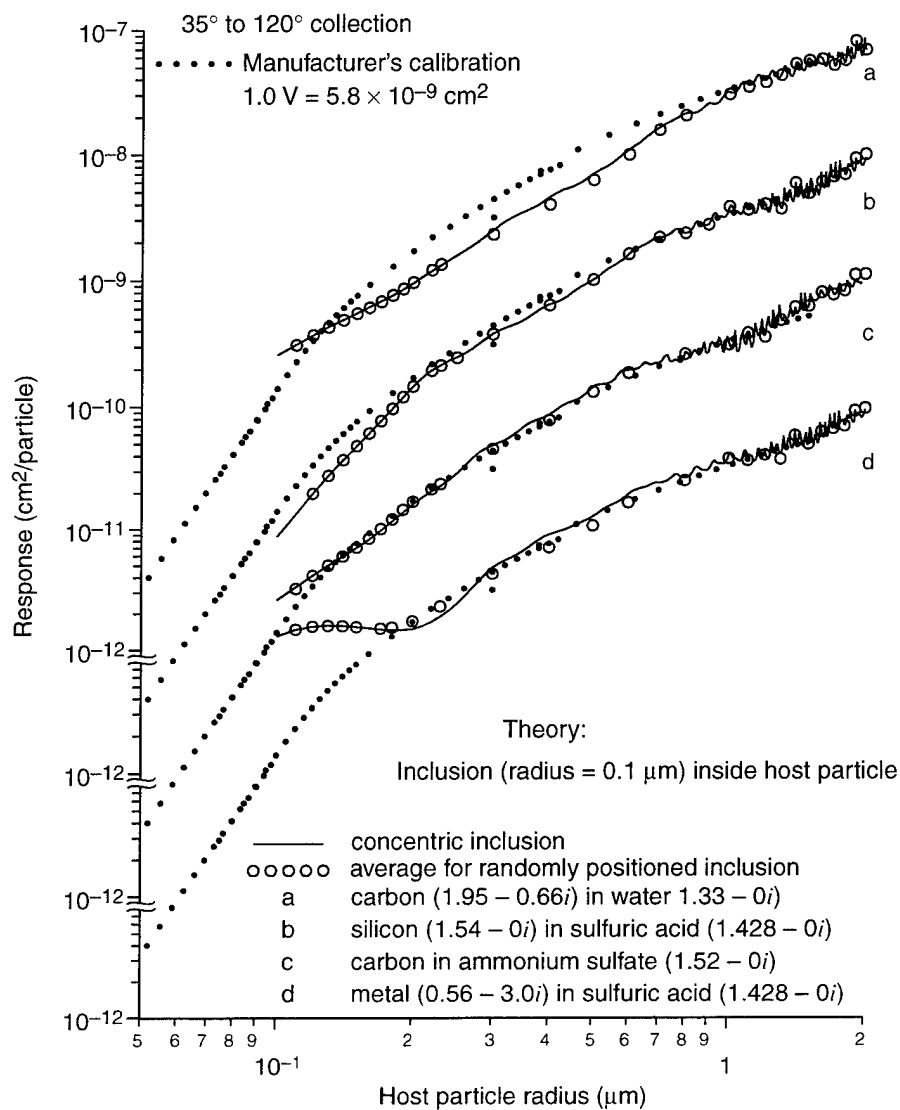 35° to 120° collection
Manufacturer's calibration
1.0 V = 5.8 × 10⁻⁹ cm²
10⁻⁷
a
10⁻⁸
b
10⁻⁹
c
10⁻¹⁰
d
10⁻¹¹
10⁻¹²
Response (cm²/particle)
Theory:
10⁻¹²
Inclusion (radius = 0.1 μm) inside host particle
concentric inclusion
average for randomly positioned inclusion
10⁻¹²
a carbon (1.95 – 0.66i) in water 1.33 – 0i)
b silicon (1.54 – 0i) in sulfuric acid (1.428 – 0i)
c carbon in ammonium sulfate (1.52 – 0i)
d metal (0.56 – 3.0i) in sulfuric acid (1.428 – 0i)
10⁻¹²
5 6 7 8 9 2 3 4 5 6 7 8 9 2
10⁻¹ 1
Host particle radius (μm)